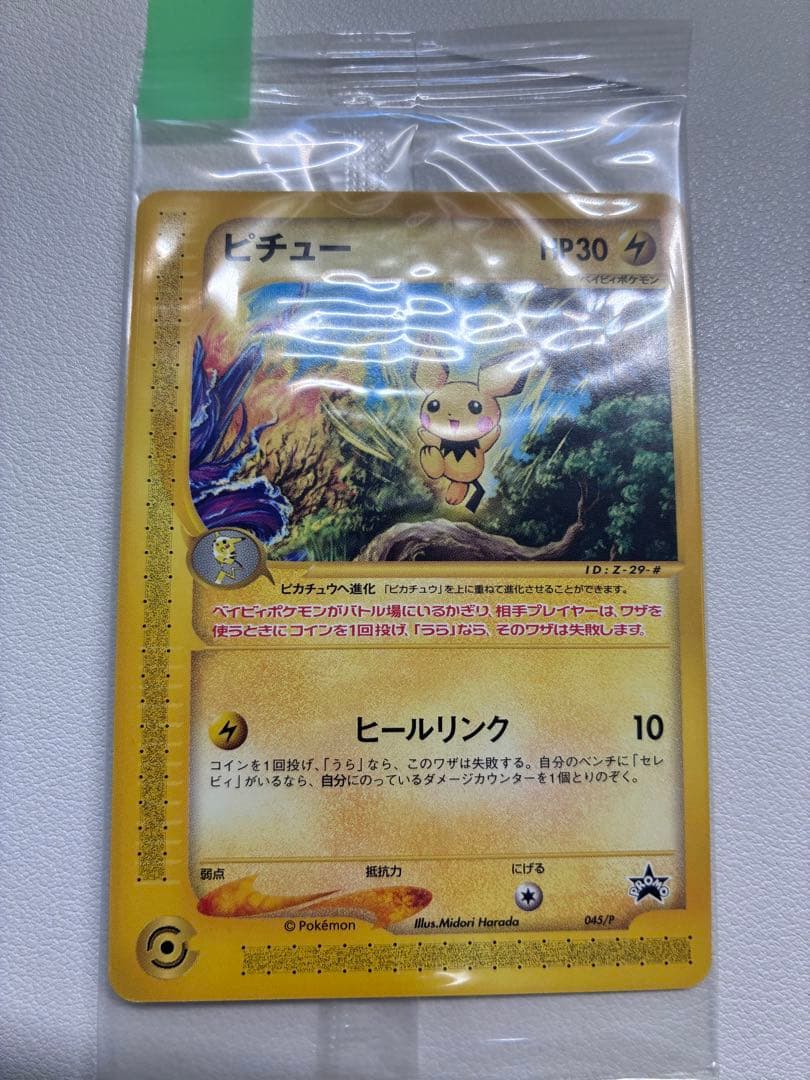 ピチュー
HP30
ベイビィポケモン
ID:Z-29-#
ピカチュウへ進化 「ピカチュウ」を上に重ねて進化させることができます。
ベイビィポケモンがバトル場にいるかぎり、相手プレイヤーは、ワザを
使うときにコインを1回投げ、「うら」なら、そのワザは失敗します。
ヒールリンク 10
コインを1回投げ、「うら」なら、このワザは失敗する。自分のベンチに「セレ
ビィ」がいるなら、自分にのっているダメージカウンターを1個とりのぞく。
弱点 抵抗力 にげる
PROMO
© Pokémon Illus.Midori Harada 045/P